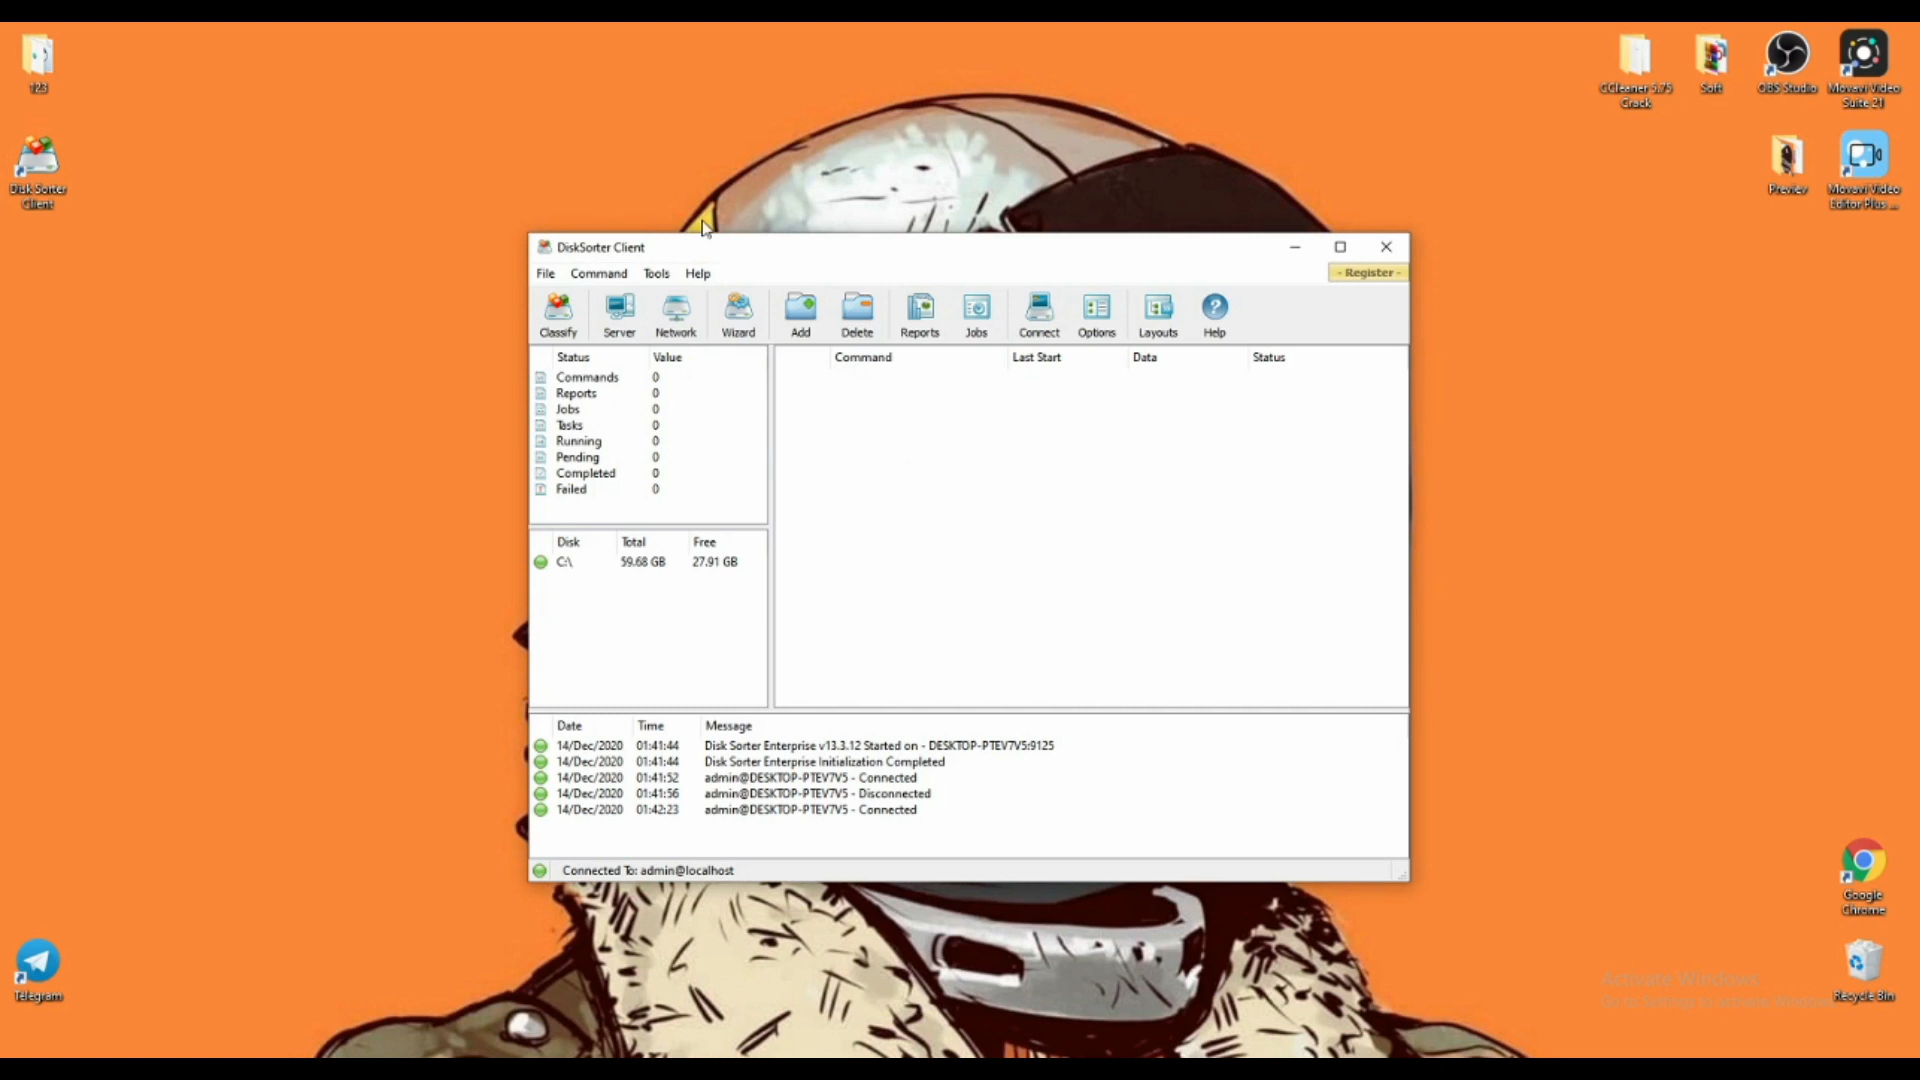 123
CCleaner 5.75
Crack
Soft
OBS Studio
Movavi Video
Suite 21
Disk Sorter
Client
Preview
Movavi Video
Editor Plus ...
DiskSorter Client
File Command Tools Help
- Register -
Classify Server Network Wizard Add Delete Reports Jobs Connect Options Layouts Help
Status Value
Commands 0
Reports 0
Jobs 0
Tasks 0
Running 0
Pending 0
Completed 0
Failed 0
Command Last Start Data Status
Disk Total Free
C:\ 59.68 GB 27.91 GB
Date Time Message
14/Dec/2020 01:41:44 Disk Sorter Enterprise v13.3.12 Started on - DESKTOP-PTEV7V5:9125
14/Dec/2020 01:41:44 Disk Sorter Enterprise Initialization Completed
14/Dec/2020 01:41:52 admin@DESKTOP-PTEV7V5 - Connected
14/Dec/2020 01:41:56 admin@DESKTOP-PTEV7V5 - Disconnected
14/Dec/2020 01:42:23 admin@DESKTOP-PTEV7V5 - Connected
Connected To: admin@localhost
Google
Chrome
Telegram
Activate Windows
Go to Settings to activate Windows.
Recycle Bin